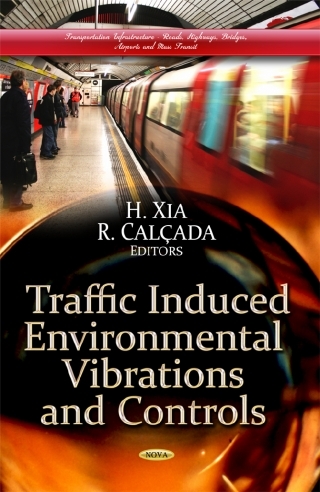 Transportation Infrastructure - Roads, Highways, Bridges,
Airports and Mass Transit
H. Xia
R. Calçada
Editors
Traffic Induced
Environmental
Vibrations
and Controls
NOVA